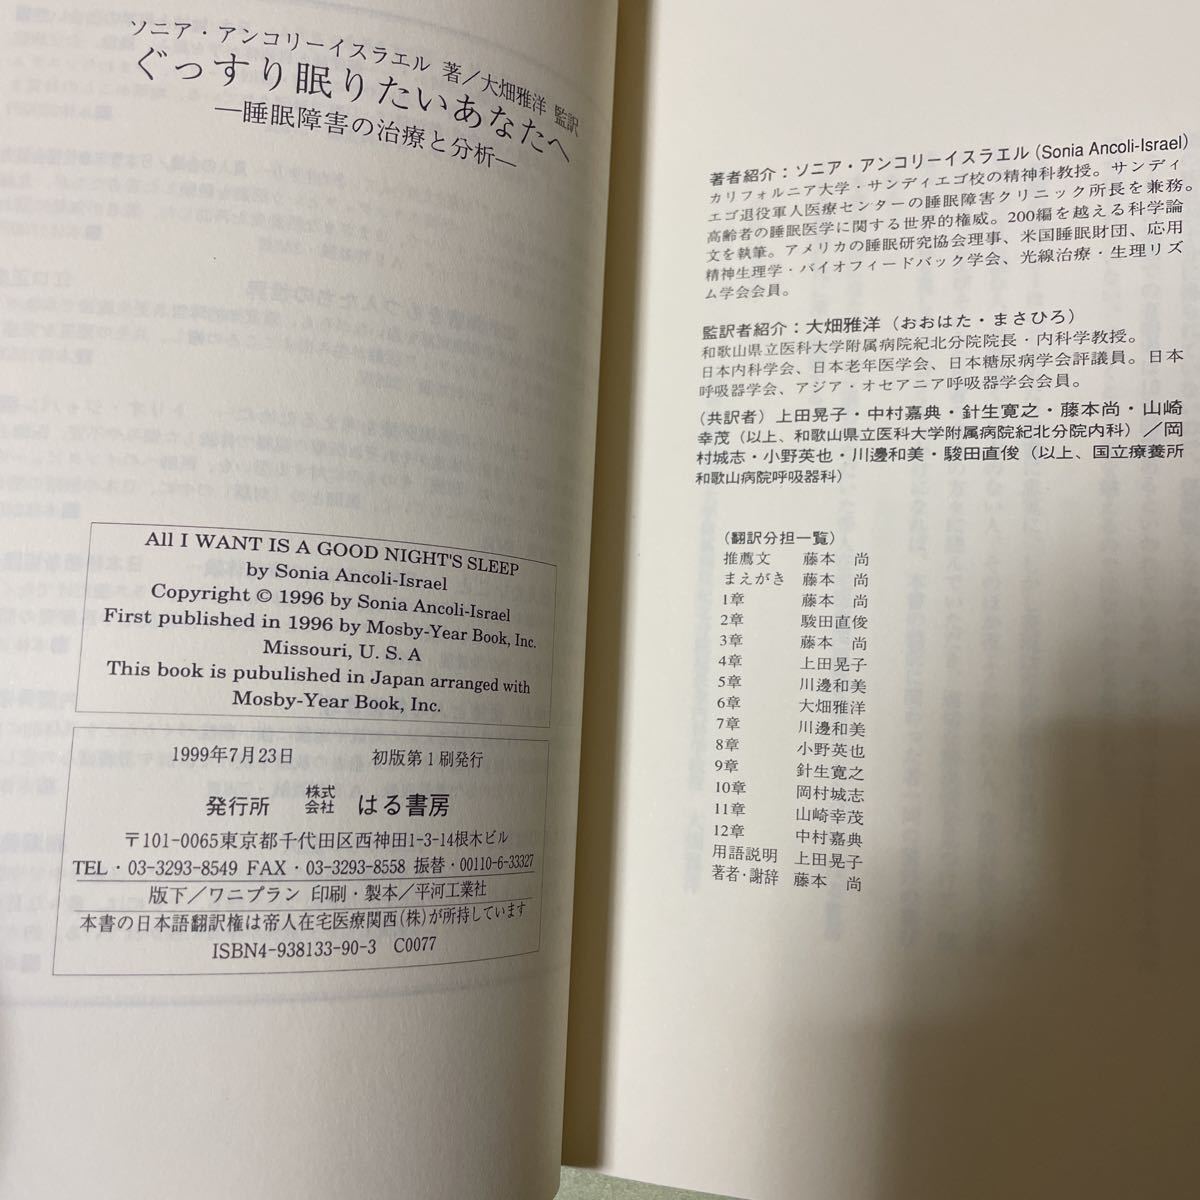 ソニア・アンコリーイスラエル 著／大畑雅洋 監訳
ぐっすり眠りたいあなたへ
―睡眠障害の治療と分析―
All I WANT IS A GOOD NIGHT'S SLEEP
by Sonia Ancoli-Israel
Copyright © 1996 by Sonia Ancoli-Israel
First published in 1996 by Mosby-Year Book, Inc.
Missouri, U. S. A
This book is pubulished in Japan arranged with
Mosby-Year Book, Inc.
1999年7月23日 初版第1刷発行
発行所 株式会社 はる書房
〒101-0065東京都千代田区西神田1-3-14根木ビル
TEL・03-3293-8549 FAX・03-3293-8558 振替・00110-6-33327
版下／ワニプラン 印刷・製本／平河工業社
本書の日本語翻訳権は帝人在宅医療関西(株)が所持しています
ISBN4-938133-90-3 C0077
著者紹介：ソニア・アンコリーイスラエル(Sonia Ancoli-Israel)
カリフォルニア大学・サンディエゴ校の精神科教授。サンディ
エゴ退役軍人医療センターの睡眠障害クリニック所長を兼務。
高齢者の睡眠医学に関する世界的権威。200編を越える科学論
文を執筆。アメリカの睡眠研究協会理事、米国睡眠財団、応用
精神生理学・バイオフィードバック学会、光線治療・生理リズ
ム学会会員。
監訳者紹介：大畑雅洋（おおはた・まさひろ）
和歌山県立医科大学附属病院紀北分院院長・内科学教授。
日本内科学会、日本老年医学会、日本糖尿病学会評議員。日本
呼吸器学会、アジア・オセアニア呼吸器学会会員。
（共訳者）上田晃子・中村嘉典・針生寛之・藤本尚・山崎
幸茂（以上、和歌山県立医科大学附属病院紀北分院内科）／岡
村城志・小野英也・川邊和美・駿田直俊（以上、国立療養所
和歌山病院呼吸器科）
（翻訳分担一覧）
推薦文 藤本 尚
まえがき 藤本 尚
1章 藤本 尚
2章 駿田直俊
3章 藤本 尚
4章 上田晃子
5章 川邊和美
6章 大畑雅洋
7章 川邊和美
8章 小野英也
9章 針生寛之
10章 岡村城志
11章 山崎幸茂
12章 中村嘉典
用語説明 上田晃子
著者・謝辞 藤本 尚